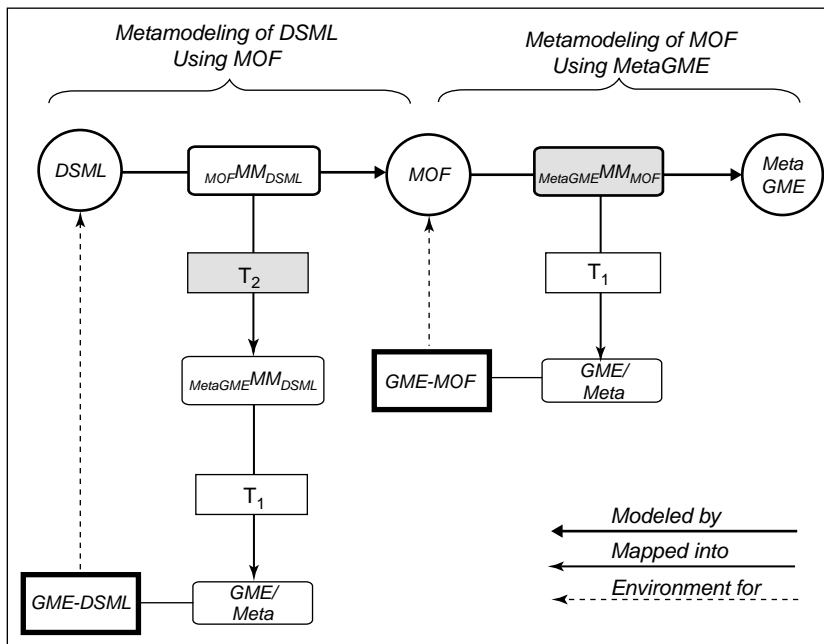 Metamodeling of DSML
Using MOF
Metamodeling of MOF
Using MetaGME
DSML
MOFMMDSML
MOF
MetaGMEMMMOF
Meta
GME
T2
T1
MetaGMEMMDSML
GME-MOF
GME/
Meta
T1
Modeled by
Mapped into
Environment for
GME-DSML
GME/
Meta